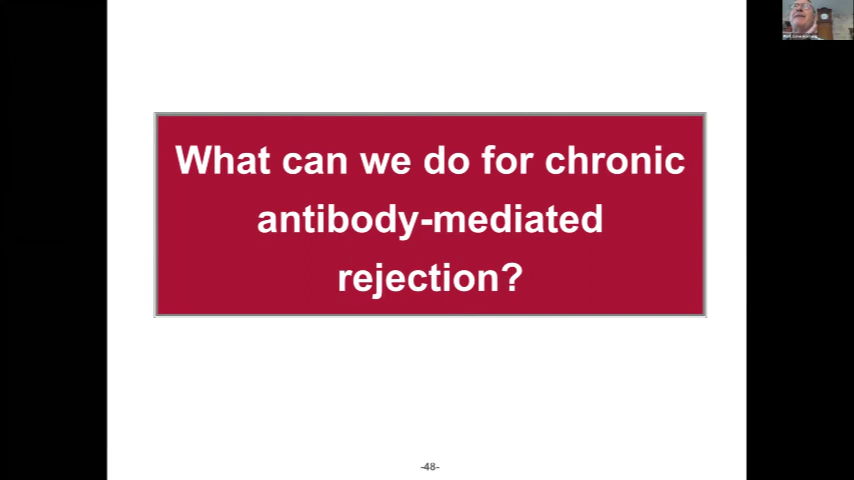 What can we do for chronic
antibody-mediated
rejection?
-48-